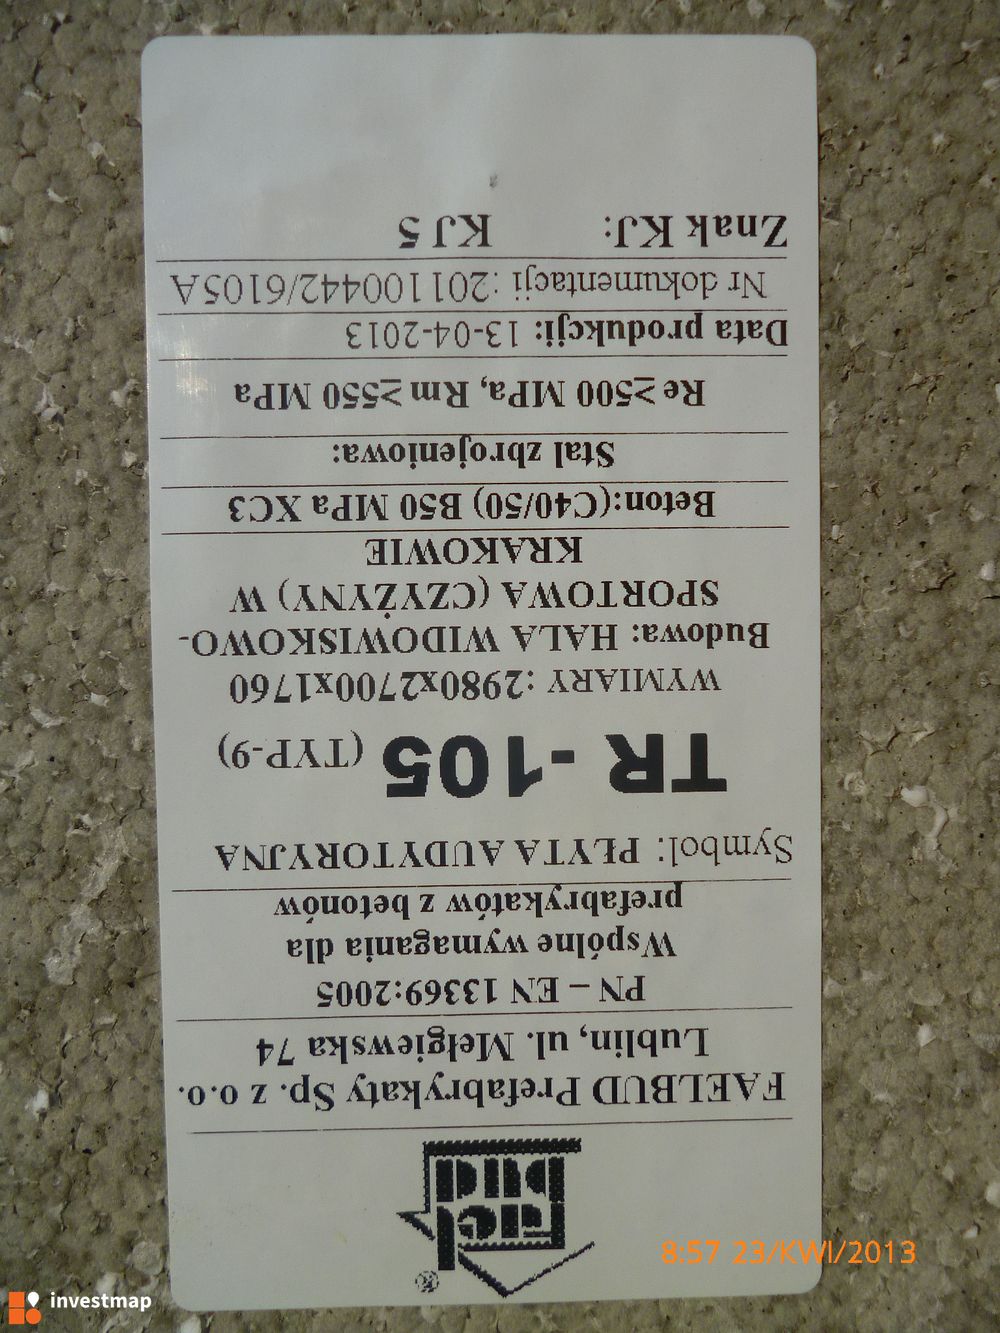 fael
bud
®
FAELBUD Prefabrykaty Sp. z o.o.
Lublin, ul. Mełgiewska 74
PN – EN 13369:2005
Wspólne wymagania dla
prefabrykatów z betonów
Symbol: PŁYTA AUDYTORYJNA
TR - 105 (TYP-9)
WYMIARY :2980x2700x1760
Budowa: HALA WIDOWISKOWO-
SPORTOWA (CZYŻYNY) W
KRAKOWIE
Beton:(C40/50) B50 MPa XC3
Stal zbrojeniowa:
Re ≥500 MPa, Rm ≥550 MPa
Data produkcji: 13-04-2013
Nr dokumentacji :201100442/6105A
Znak KJ: KJ 5
8:57 23/KWI/2013
investmap